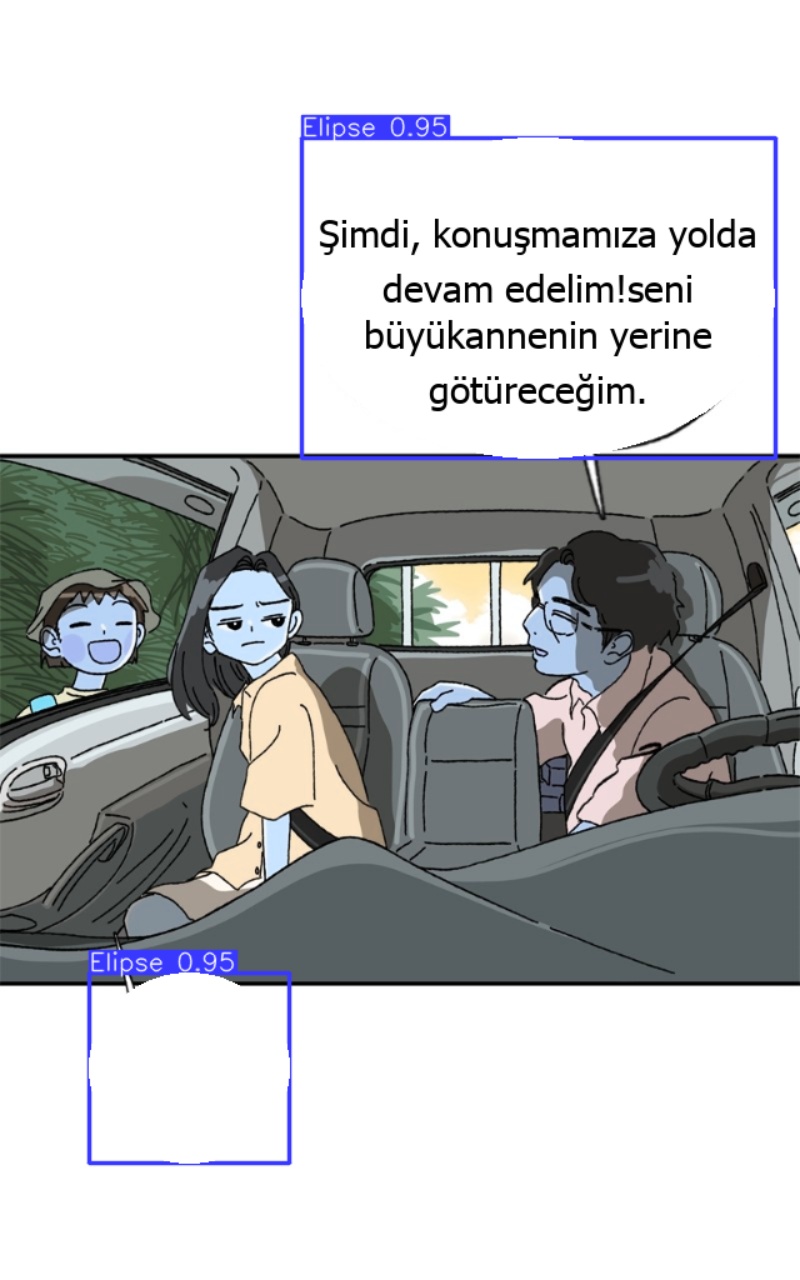 Elipse 0.95
Şimdi, konuşmamıza yolda
devam edelim!seni
büyükannenin yerine
götüreceğim.
Elipse 0.95